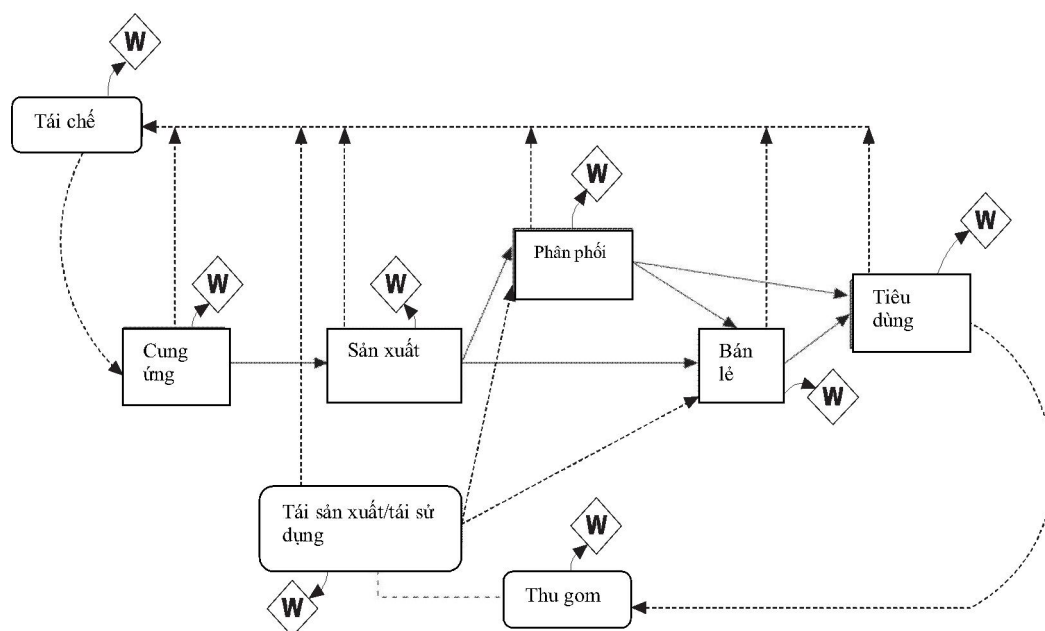 W
Tái chế
W
Phân phối
W
Tiêu
dùng
W
Cung
ứng
W
Sản xuất
Bán
lẻ
W
W
Tái sản xuất/tái sử
dụng
W
Thu gom
W